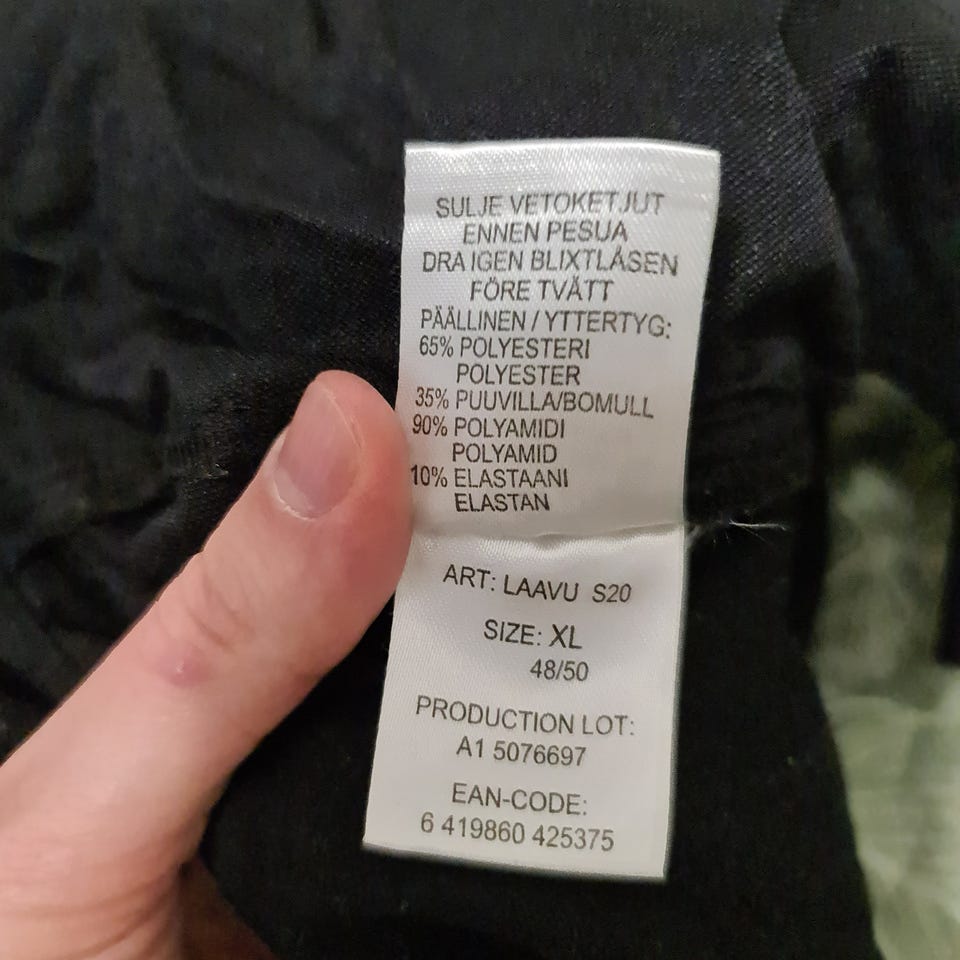 SULJE VETOKETJUT
ENNEN PESUA
DRA IGEN BLIXTLÅSEN
FÖRE TVÄTT
PÄÄLLINEN / YTTERTYG:
65% POLYESTERI
POLYESTER
35% PUUVILLA/BOMULL
90% POLYAMIDI
POLYAMID
10% ELASTAANI
ELASTAN
ART: LAAVU S20
SIZE: XL
48/50
PRODUCTION LOT:
A1 5076697
EAN-CODE:
6 419860 425375